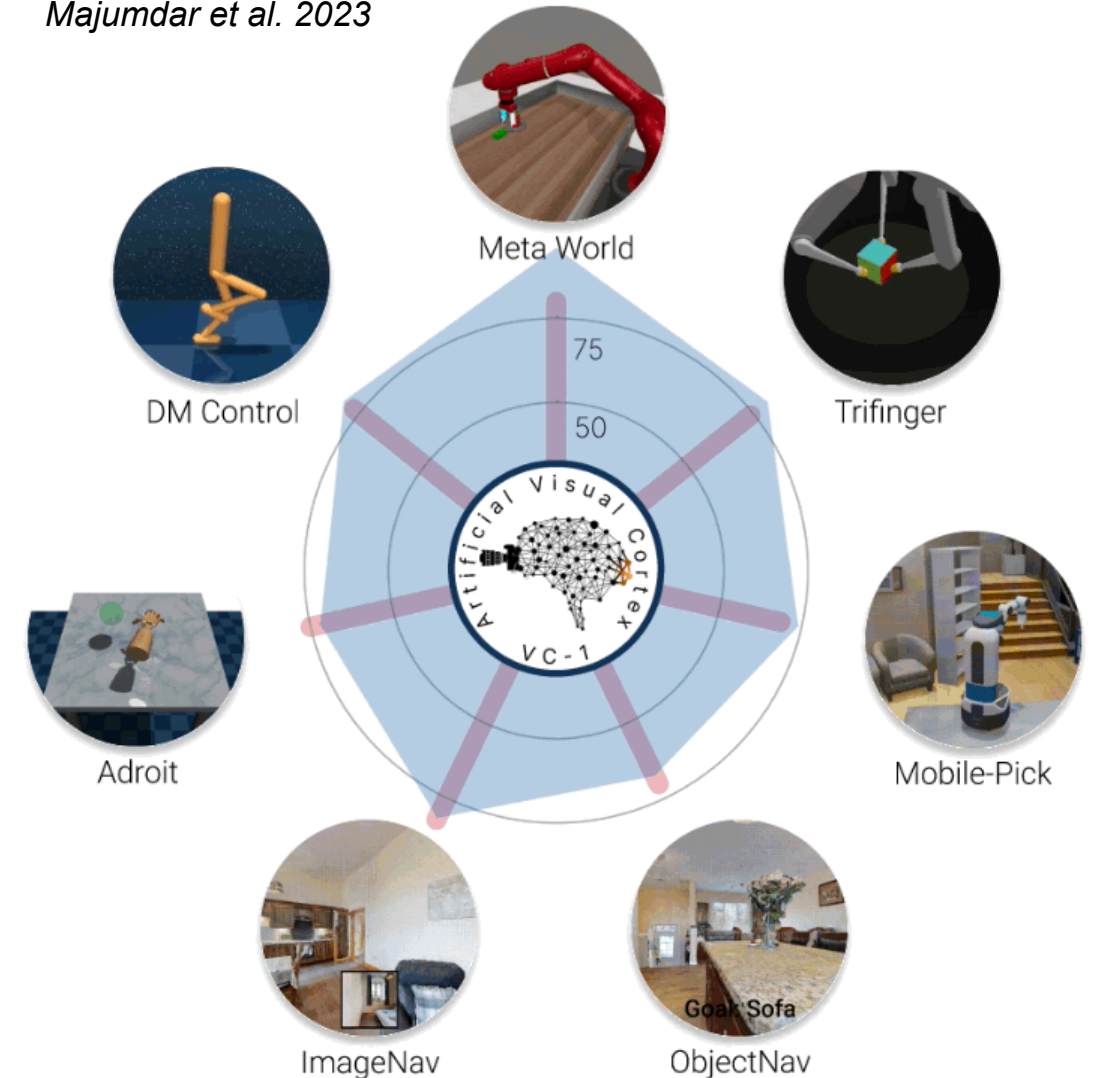 Majumdar et al. 2023
Meta World
DM Control
Trifinger
75
50
Artificial Visual Cortex
VC-1
Adroit
Mobile-Pick
Goal: Sofa
ImageNav
ObjectNav